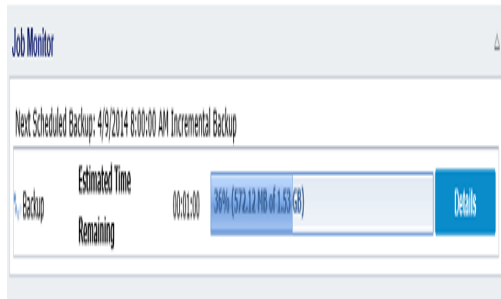 Job Monitor
Next Scheduled Backup: 4/9/2014 8:00:00 AM Incremental Backup
Backup
Estimated Time
Remaining
00:01:00
36% (572.12 MB of 1.53 GB)
Details